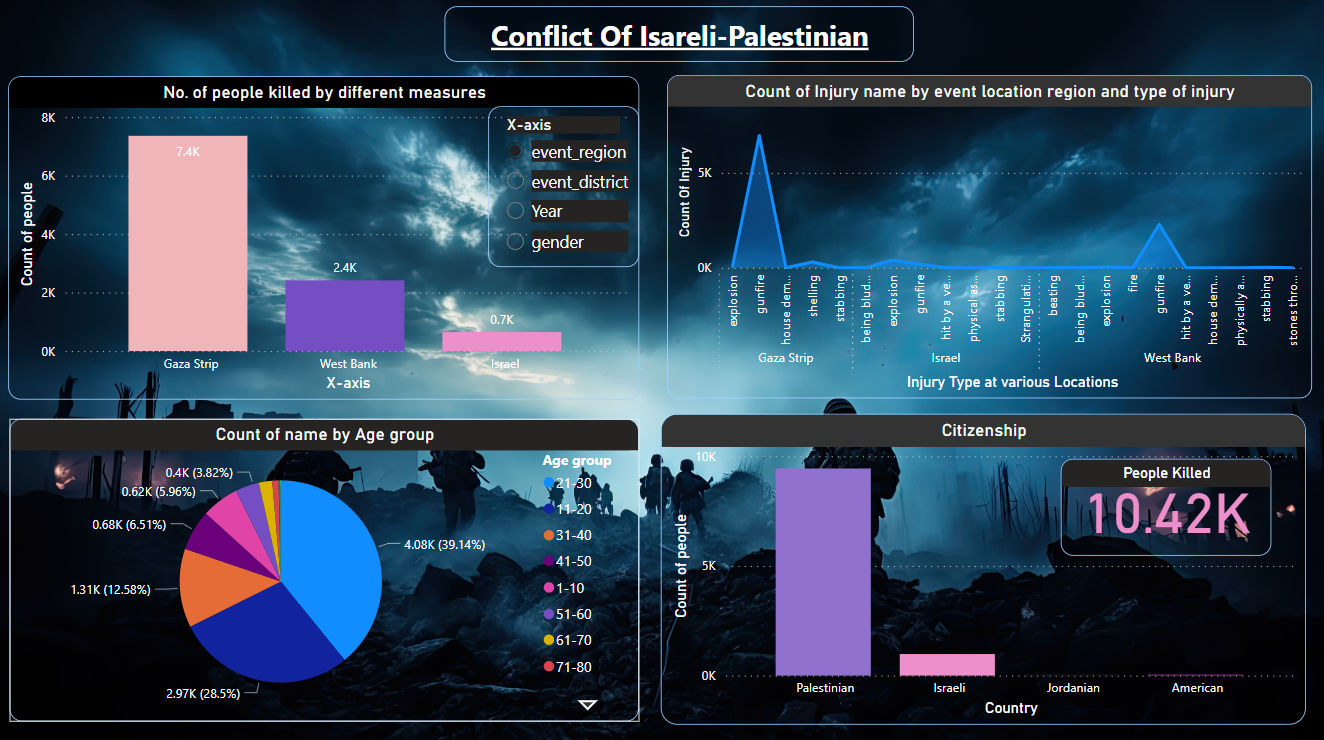 Conflict Of Isareli-Palestinian
No. of people killed by different measures
Count of people
8K
6K
4K
2K
0K
7.4K
2.4K
0.7K
Gaza Strip
West Bank
Israel
X-axis
X-axis
event_region
event_district
Year
gender
Count of Injury name by event location region and type of injury
Count Of Injury
5K
0K
explosion
gunfire
house dem...
shelling
stabbing
being blud...
explosion
gunfire
hit by a ve...
physical as...
stabbing
Strangulati...
beating
being blud...
explosion
fire
gunfire
hit by a ve...
house dem...
physically a...
stabbing
stones thro...
Gaza Strip
Israel
West Bank
Injury Type at various Locations
Count of name by Age group
0.4K (3.82%)
0.62K (5.96%)
0.68K (6.51%)
1.31K (12.58%)
2.97K (28.5%)
4.08K (39.14%)
Age group
21-30
11-20
31-40
41-50
1-10
51-60
61-70
71-80
Citizenship
Count of people
10K
5K
0K
People Killed
10.42K
Palestinian
Israeli
Jordanian
American
Country